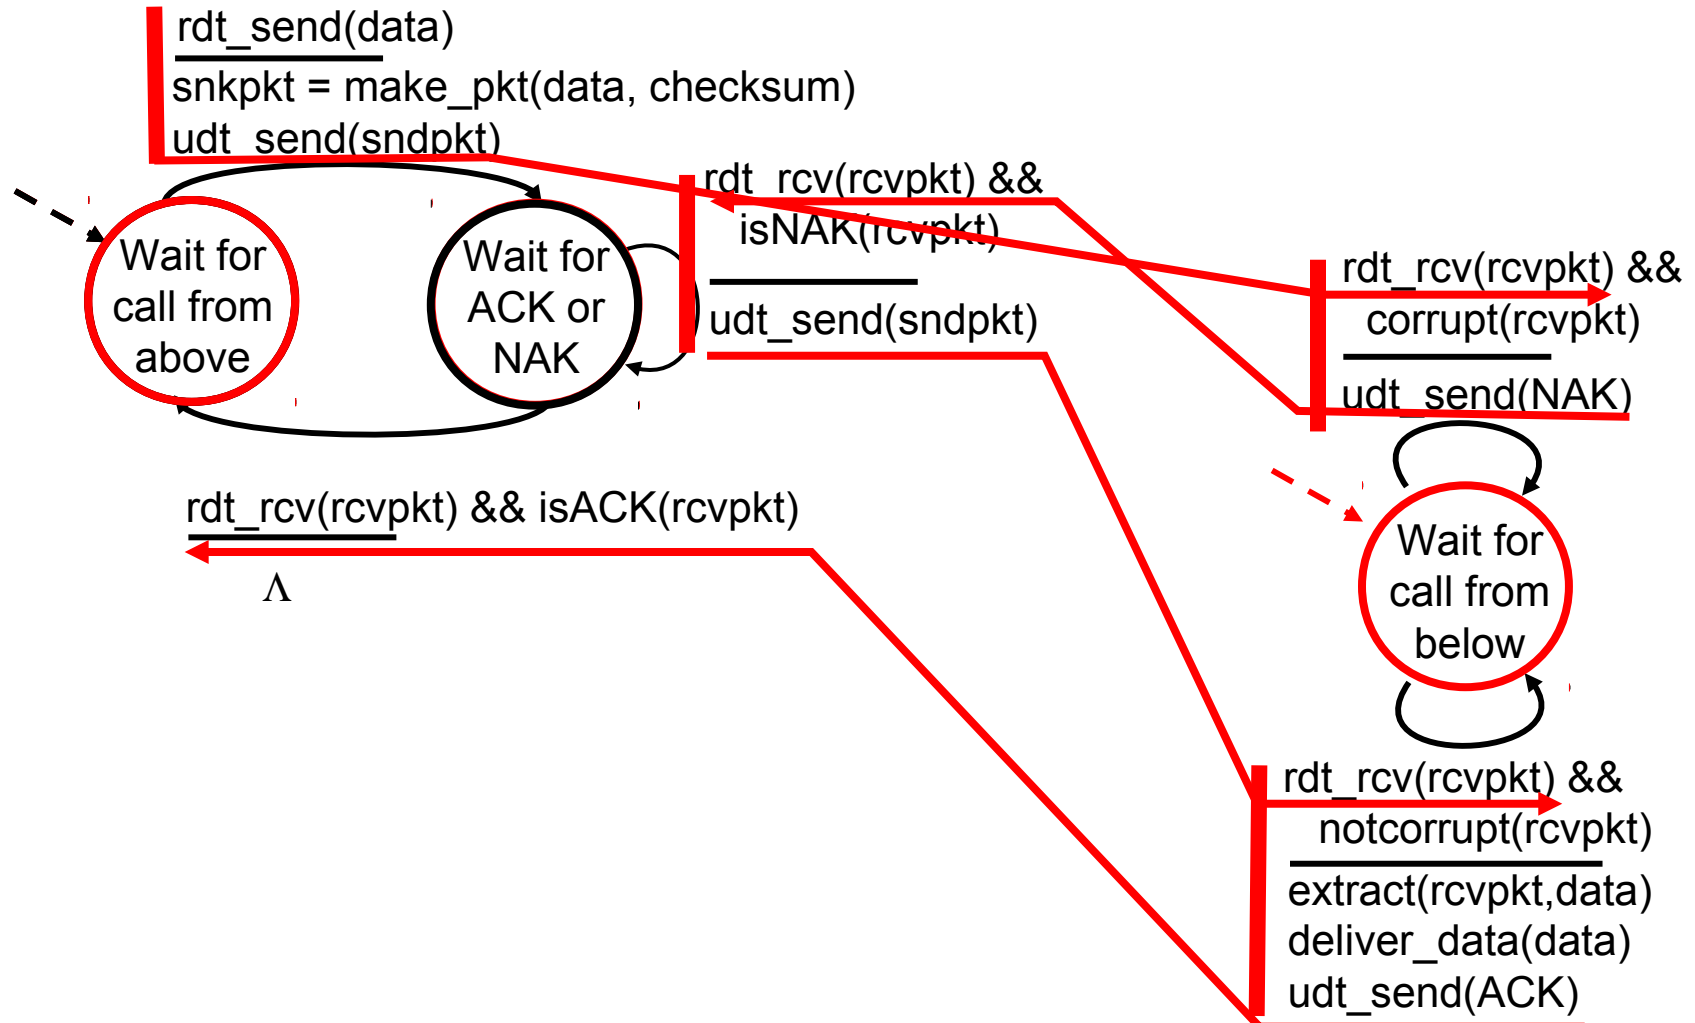 rdt_send(data)
snkpkt = make_pkt(data, checksum)
udt_send(sndpkt)
Wait for
call from
above
Wait for
ACK or
NAK
rdt_rcv(rcvpkt) &&
isNAK(rcvpkt)
udt_send(sndpkt)
rdt_rcv(rcvpkt) && isACK(rcvpkt)
Λ
rdt_rcv(rcvpkt) &&
corrupt(rcvpkt)
udt_send(NAK)
Wait for
call from
below
rdt_rcv(rcvpkt) &&
notcorrupt(rcvpkt)
extract(rcvpkt,data)
deliver_data(data)
udt_send(ACK)